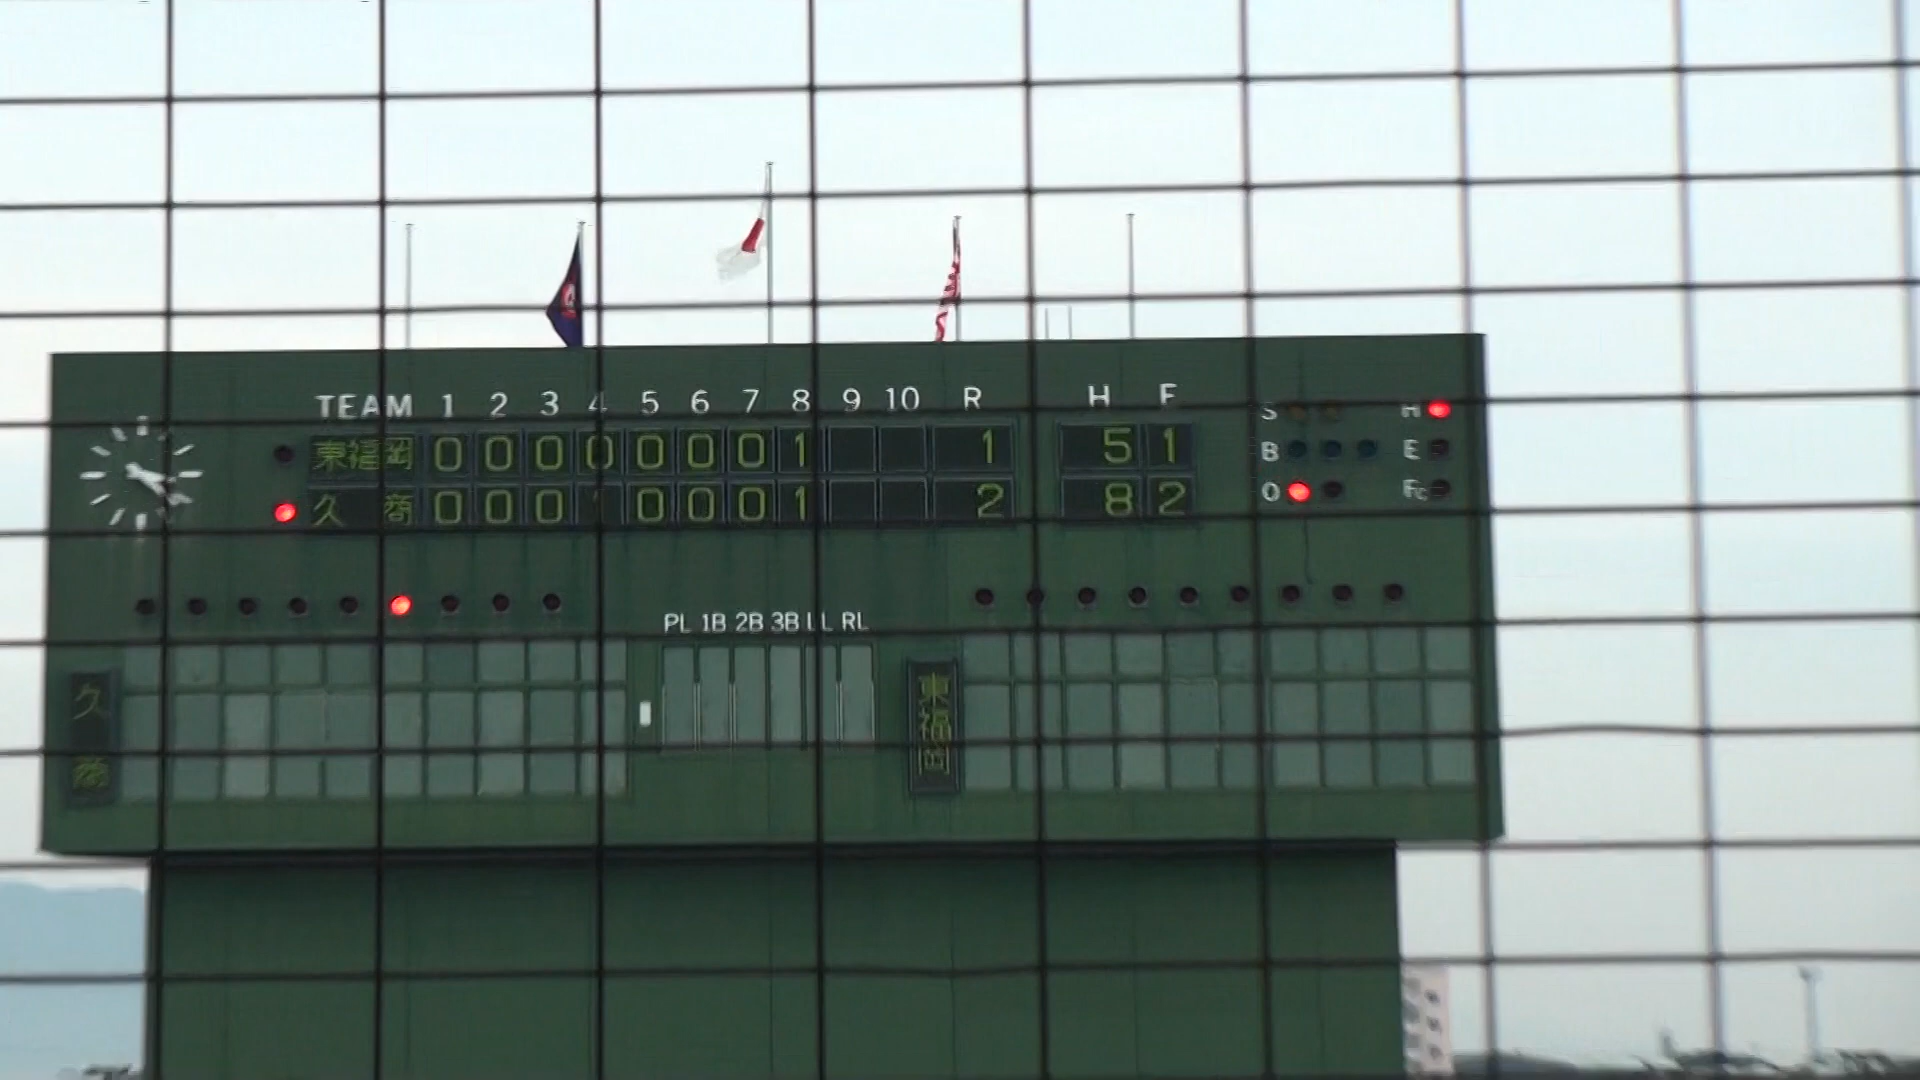 TEAM 1 2 3 4 5 6 7 8 9 10 R H E
東福岡 0 0 0 0 0 0 0 1 1 5 1
久商 0 0 0 1 0 0 0 1 2 8 2
S H
B E
O Fc
PL 1B 2B 3B LL RL
久商
東福岡